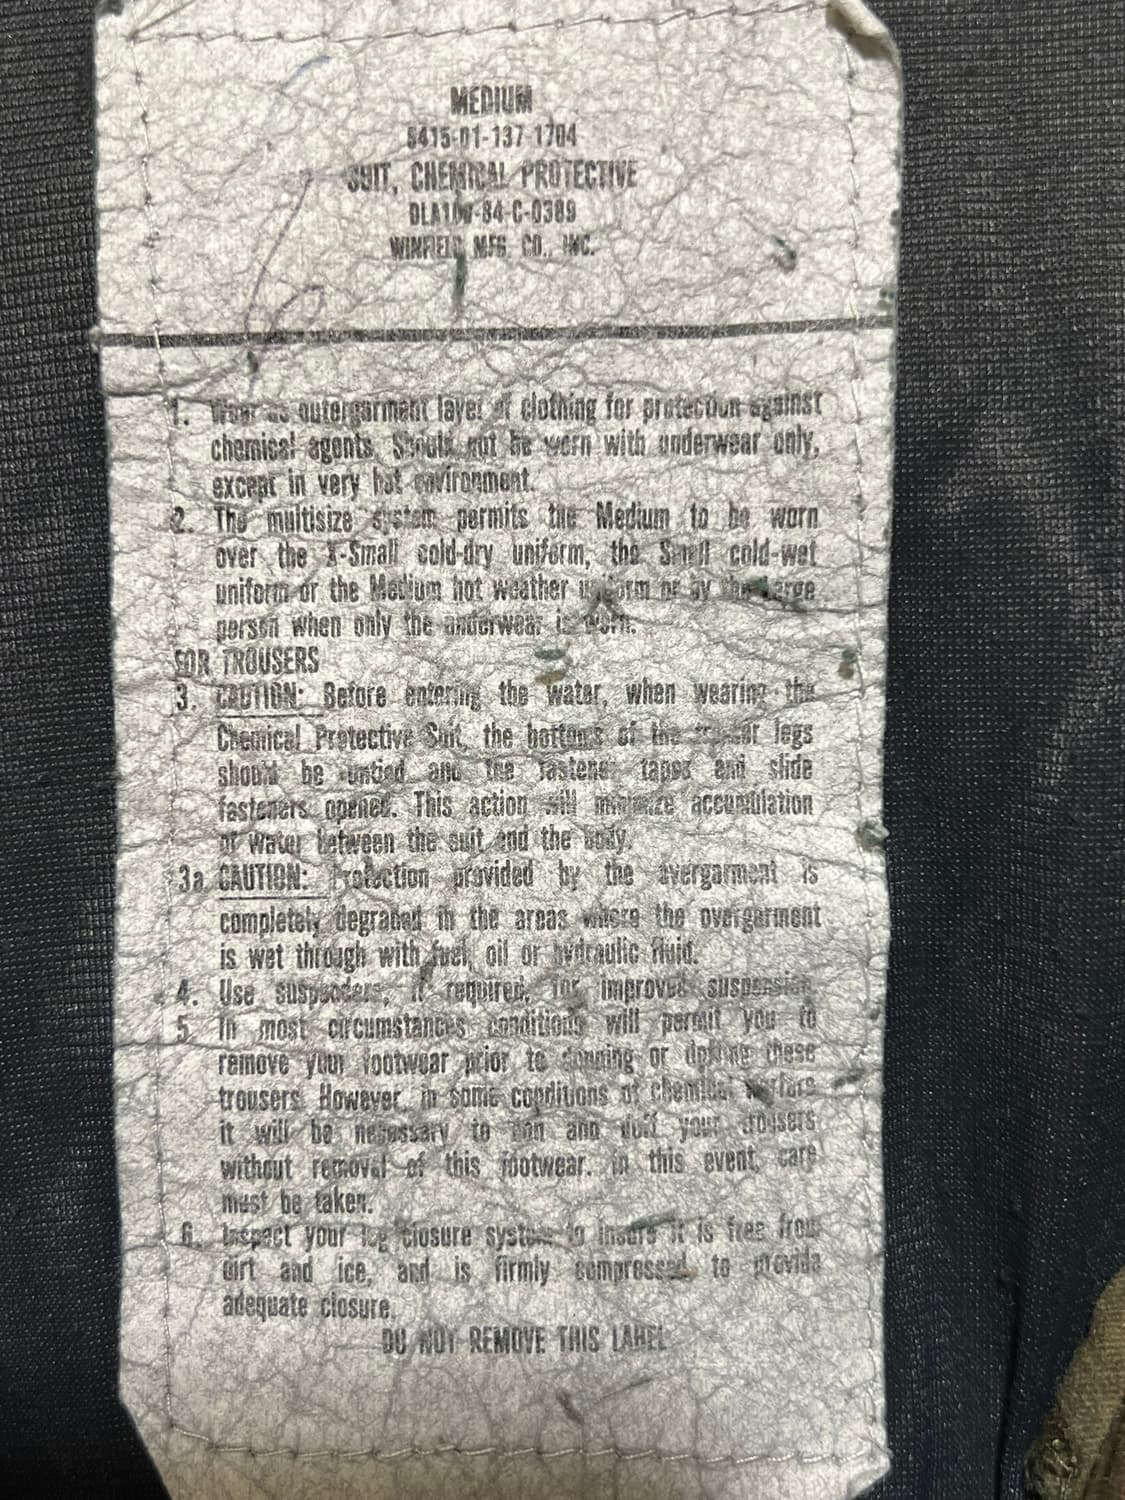 MEDIUM
8415-01-137-1704
SUIT, CHEMICAL PROTECTIVE
DLA100-84-C-0389
WINFIELD MFG. CO., INC.
1. Wear as outergarment layer of clothing for protection against
chemical agents. Should not be worn with underwear only,
except in very hot environment.
2. The multisize system permits the Medium to be worn
over the X-Small cold-dry uniform, the Small cold-wet
uniform or the Medium hot weather uniform or by the Large
person when only the underwear is worn.
FOR TROUSERS
3. CAUTION: Before entering the water, when wearing the
Chemical Protective Suit, the bottoms of the trouser legs
should be untied and the fastener tapes and slide
fasteners opened. This action will minimize accumulation
of water between the suit and the body.
3a CAUTION: Protection provided by the overgarment is
completely degraded in the areas where the overgarment
is wet through with fuel, oil or hydraulic fluid.
4. Use suspenders, if required, for improved suspension.
5. In most circumstances conditions will permit you to
remove your footwear prior to donning or doffing these
trousers. However, in some conditions of chemical warfare
it will be necessary to don and doff your trousers
without removal of this footwear. In this event, care
must be taken.
6. Inspect your leg closure system to insure it is free from
dirt and ice, and is firmly compressed to provide
adequate closure.
DO NOT REMOVE THIS LABEL